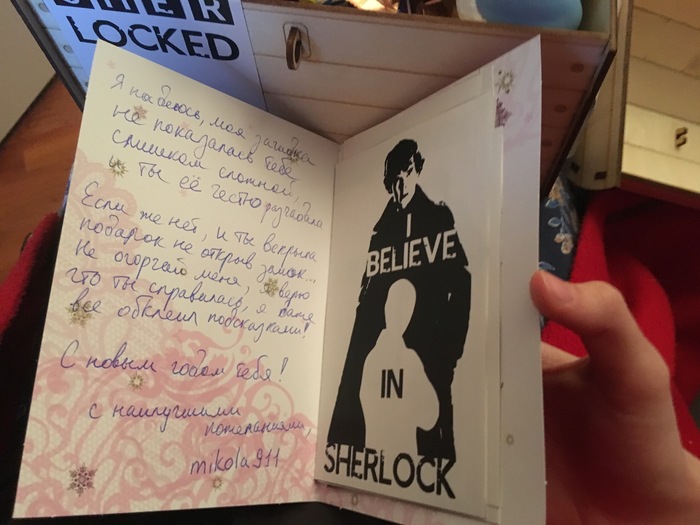 SHER
LOCKED
Я надеюсь, моя загадка
не показалась тебе
слишком сложной,
и ты её честно разгадала
Если же нет, и ты вскрыла
подарок не открыв замок...
Не огорчай меня, я верю
что ты справилась, я даже
все обклеил подсказками!
С новым годом тебя!
с наилучшими
пожеланиями,
mikola911
I
BELIEVE
IN
SHERLOCK